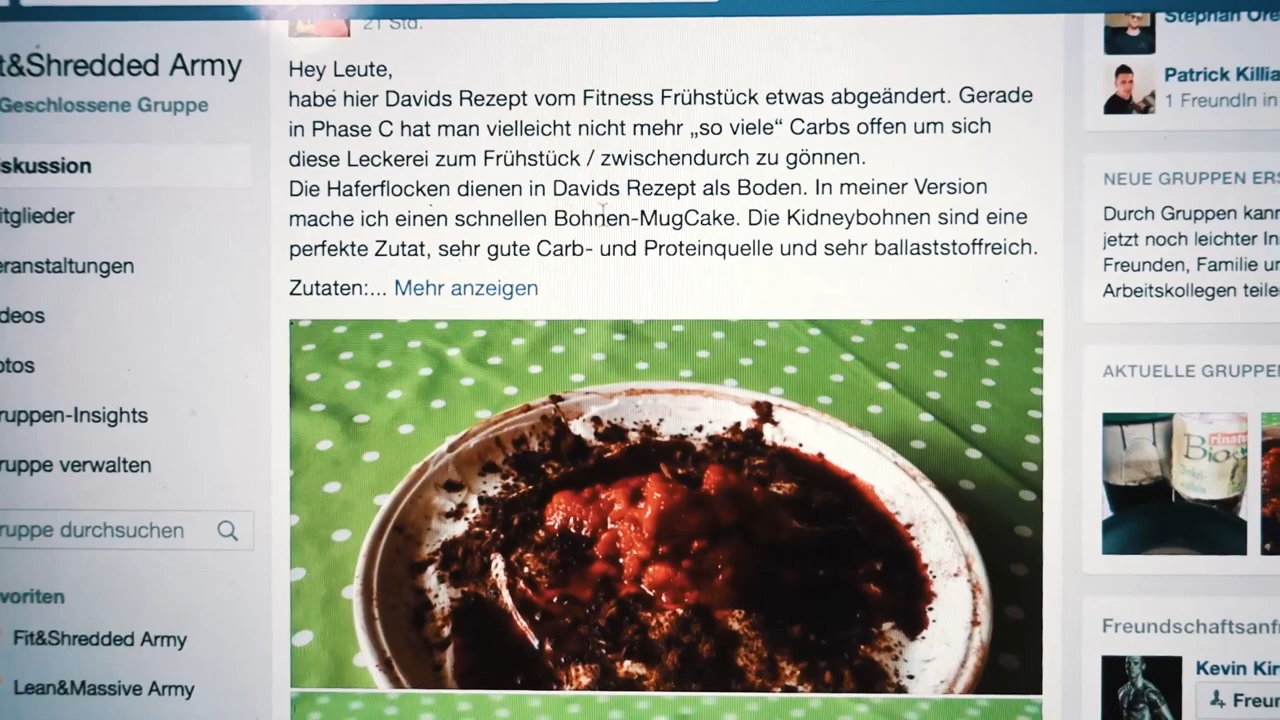 t&Shredded Army
Geschlossene Gruppe
skussion
itglieder
eranstaltungen
deos
otos
ruppen-Insights
ruppe verwalten
ruppe durchsuchen
voriten
Fit&Shredded Army
Lean&Massive Army
21 Std.
Hey Leute,
habe hier Davids Rezept vom Fitness Frühstück etwas abgeändert. Gerade
in Phase C hat man vielleicht nicht mehr „so viele“ Carbs offen um sich
diese Leckerei zum Frühstück / zwischendurch zu gönnen.
Die Haferflocken dienen in Davids Rezept als Boden. In meiner Version
mache ich einen schnellen Bohnen-MugCake. Die Kidneybohnen sind eine
perfekte Zutat, sehr gute Carb- und Proteinquelle und sehr ballaststoffreich.
Zutaten:... Mehr anzeigen
Stephan Ore
Patrick Killia
1 FreundIn in
NEUE GRUPPEN ERS
Durch Gruppen kann
jetzt noch leichter In
Freunden, Familie un
Arbeitskollegen teile
AKTUELLE GRUPPEN
rinatu
Bio
Freundschaftsanfr
Kevin Kin
Freun